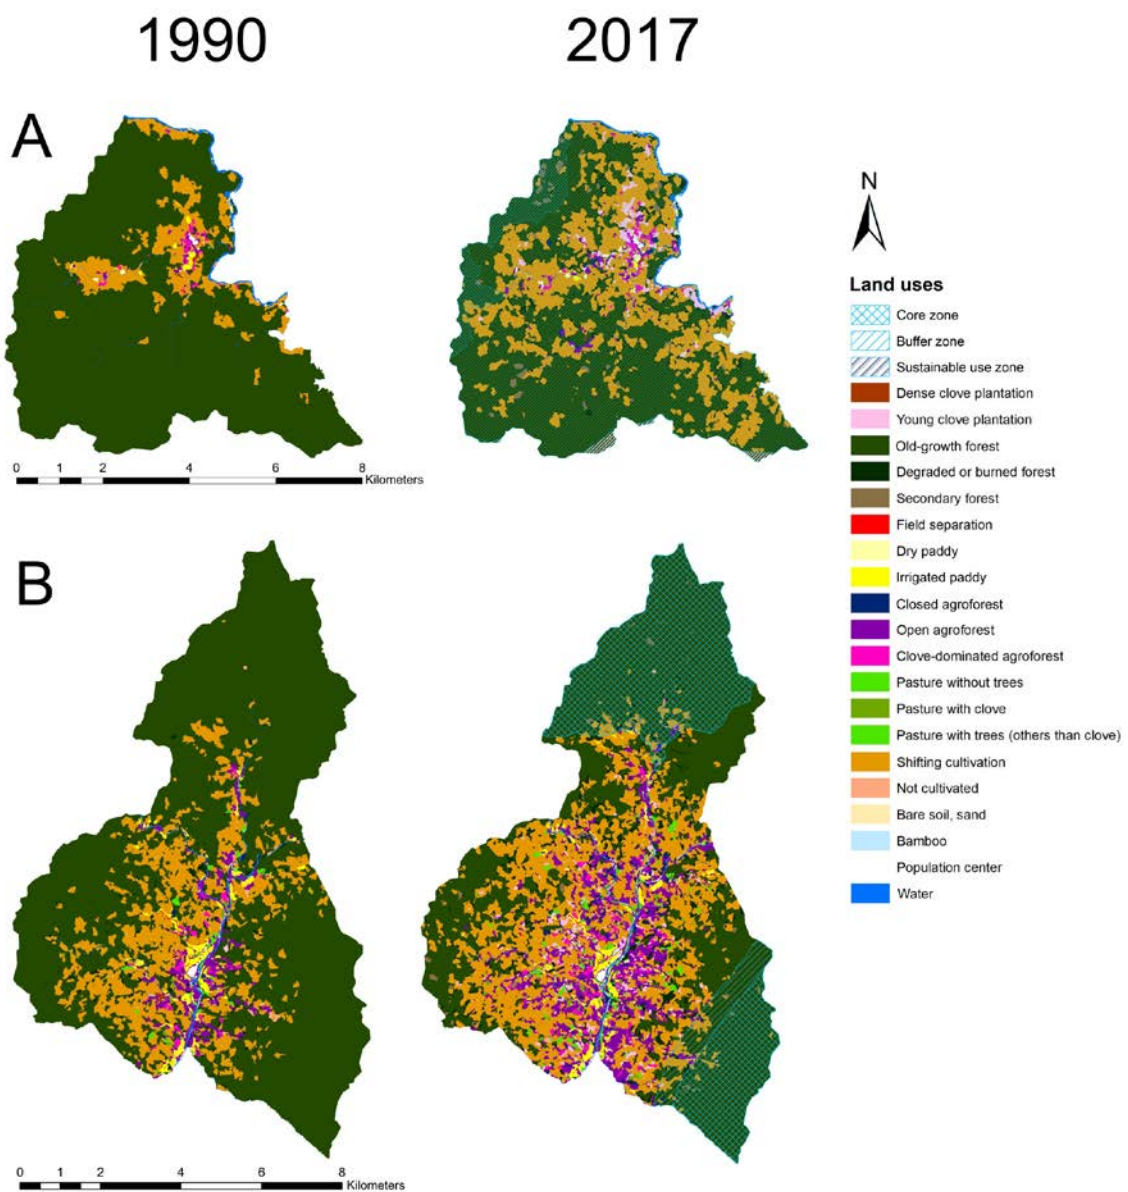 1990
2017
A
N
0 1 2 4 6 8
Kilometers
Land uses
Core zone
Buffer zone
Sustainable use zone
Dense clove plantation
Young clove plantation
Old-growth forest
Degraded or burned forest
Secondary forest
Field separation
Dry paddy
Irrigated paddy
Closed agroforest
Open agroforest
Clove-dominated agroforest
Pasture without trees
Pasture with clove
Pasture with trees (others than clove)
Shifting cultivation
Not cultivated
Bare soil, sand
Bamboo
Population center
Water
B
0 1 2 4 6 8
Kilometers